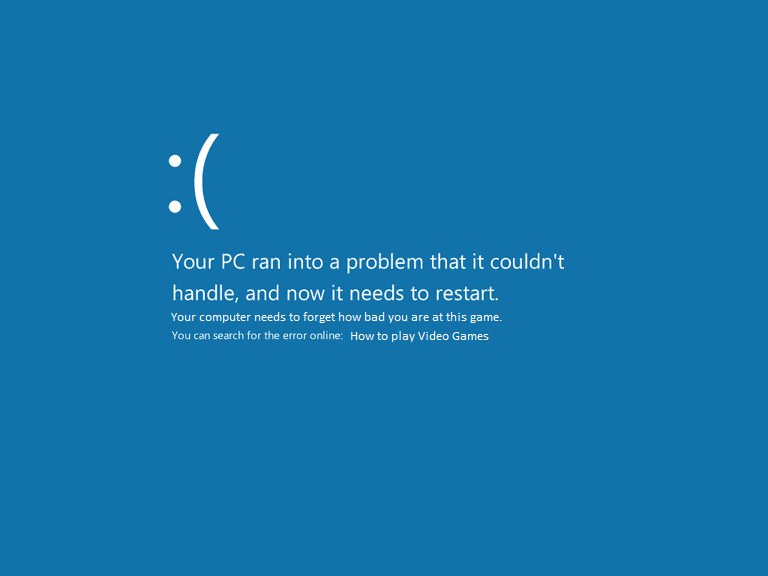 :(
Your PC ran into a problem that it couldn't
handle, and now it needs to restart.
Your computer needs to forget how bad you are at this game.
You can search for the error online: How to play Video Games